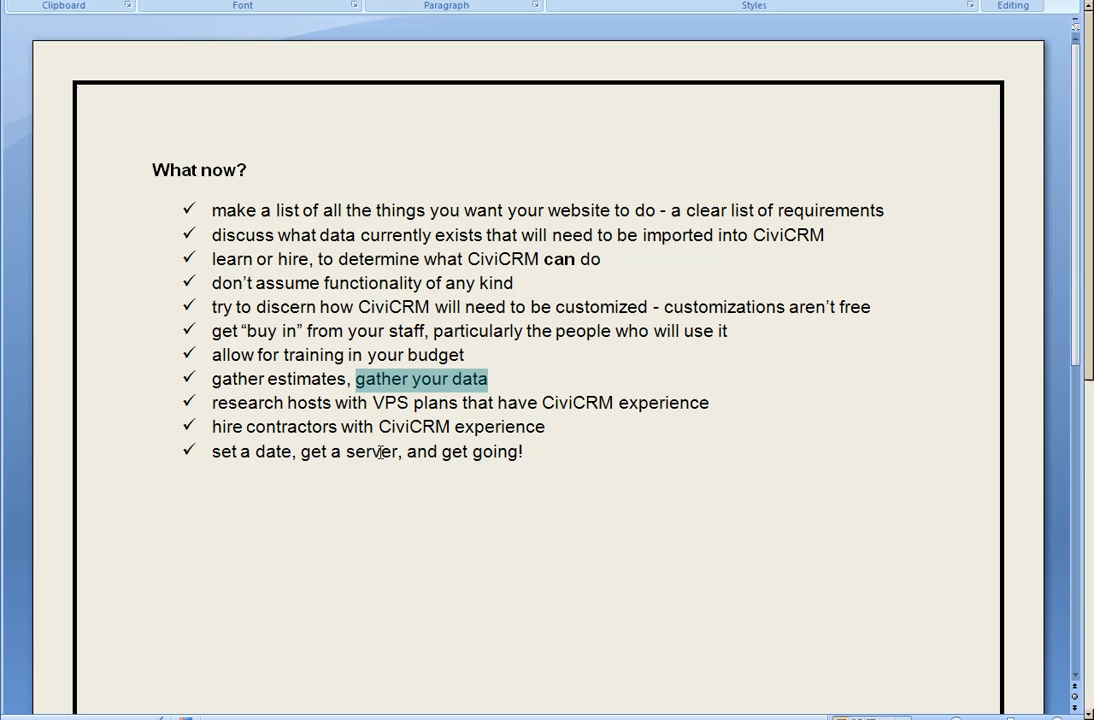 Clipboard Font Paragraph Styles Editing
What now?
✓ make a list of all the things you want your website to do - a clear list of requirements
✓ discuss what data currently exists that will need to be imported into CiviCRM
✓ learn or hire, to determine what CiviCRM can do
✓ don’t assume functionality of any kind
✓ try to discern how CiviCRM will need to be customized - customizations aren’t free
✓ get “buy in” from your staff, particularly the people who will use it
✓ allow for training in your budget
✓ gather estimates, gather your data
✓ research hosts with VPS plans that have CiviCRM experience
✓ hire contractors with CiviCRM experience
✓ set a date, get a server, and get going!